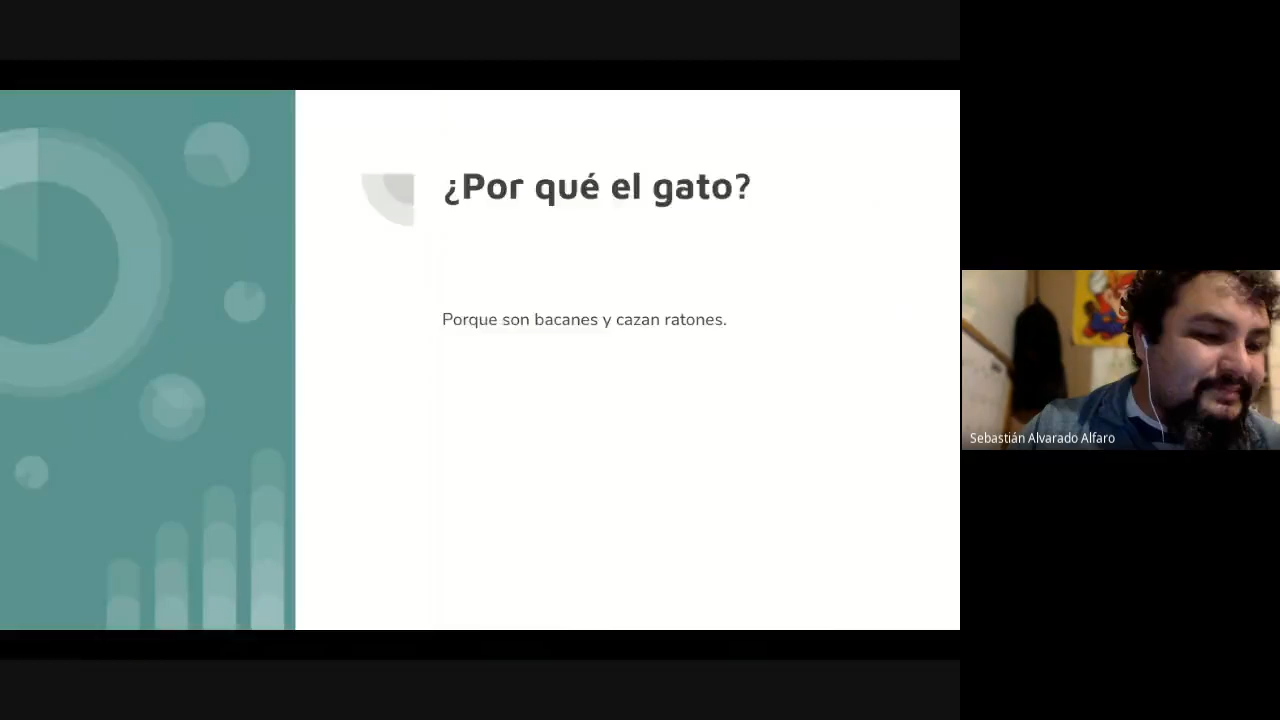 ¿Por qué el gato?
Porque son bacanes y cazan ratones.
Sebastián Alvarado Alfaro